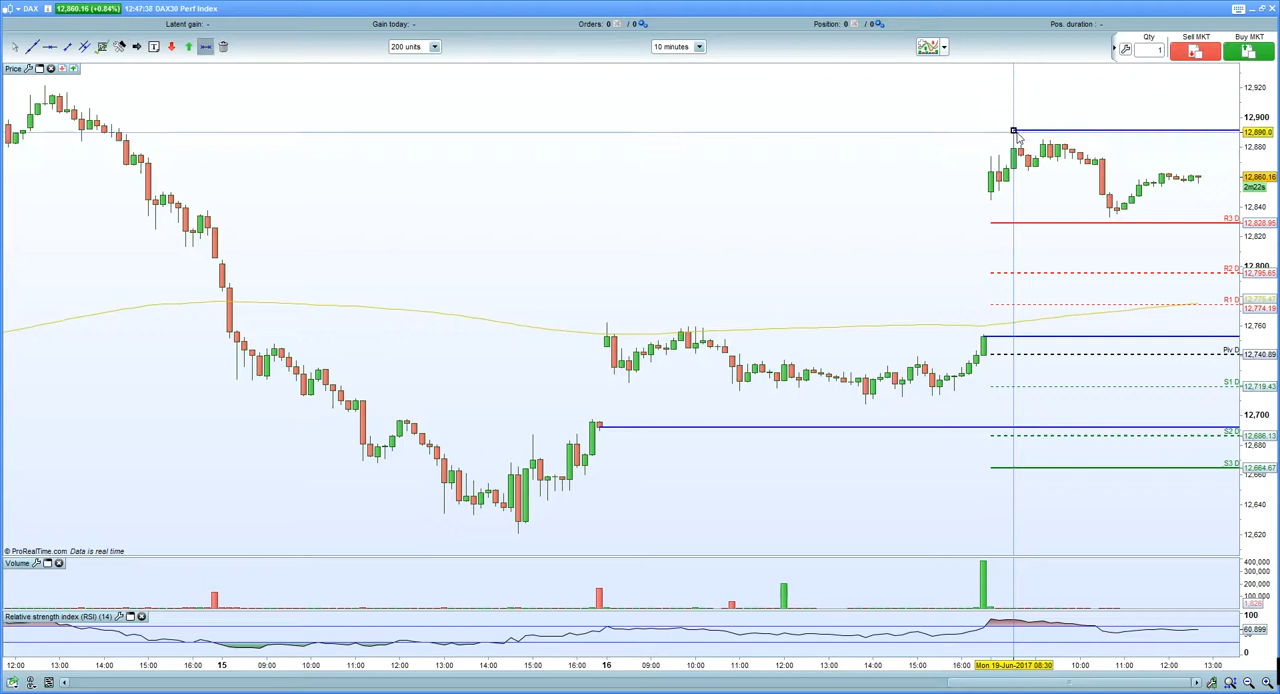 DAX 12,860.16 (+0.84%) 12:47:38 DAX30 Perf Index
Latent gain: - Gain today: - Orders: 0 / 0 Position: 0 / 0 Pos. duration : -
200 units 10 minutes Qty Sell MKT Buy MKT
1
Price
12,920
12,900
12,890.0
12,880
12,860.16
2m22s
12,840
R3 D 12,828.95
12,820
R2 D 12,800
12,795.65
R1 D
12,774.19
12,760
Piv D
12,740.89
S1 D 12,719.43
12,700
S2 D 12,686.13
12,680
S3 D 12,664.67
12,640
12,620
© ProRealTime.com Data is real time
Volume
400,000
300,000
200,000
100,000
Relative strength index (RSI) (14)
100
60.899
0
12:00 13:00 14:00 15:00 16:00 15 09:00 10:00 11:00 12:00 13:00 14:00 15:00 16:00 16 09:00 10:00 11:00 12:00 13:00 14:00 15:00 16:00 Mon 19-Jun-2017 08:30 10:00 11:00 12:00 13:00